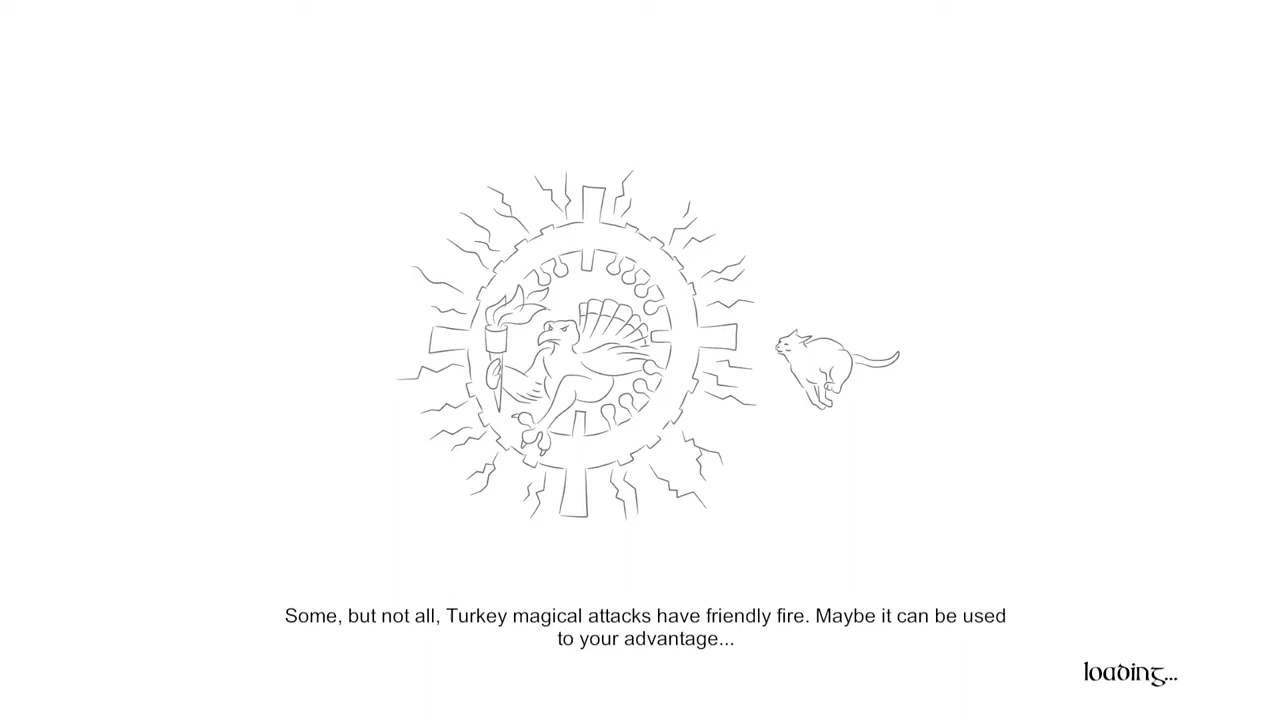 Some, but not all, Turkey magical attacks have friendly fire. Maybe it can be used
to your advantage...
loading...